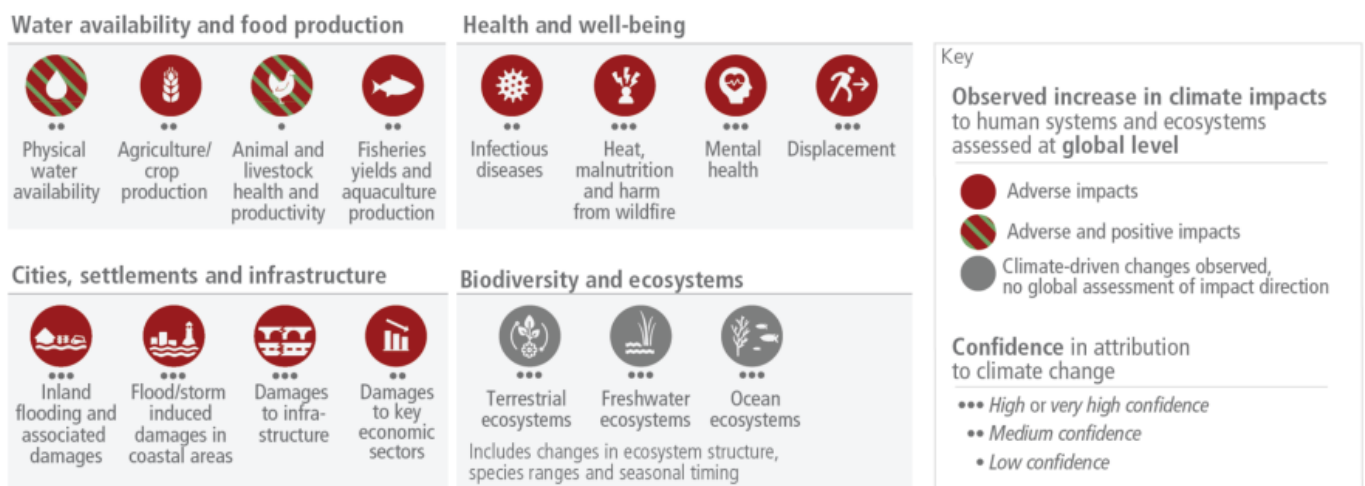 Water availability and food production
Physical
water
availability
Agriculture/
crop
production
Animal and
livestock
health and
productivity
Fisheries
yields and
aquaculture
production
Health and well-being
Infectious
diseases
Heat,
malnutrition
and harm
from wildfire
Mental
health
Displacement
Cities, settlements and infrastructure
Inland
flooding and
associated
damages
Flood/storm
induced
damages in
coastal areas
Damages
to infra-
structure
Damages
to key
economic
sectors
Biodiversity and ecosystems
Terrestrial
ecosystems
Freshwater
ecosystems
Ocean
ecosystems
Includes changes in ecosystem structure,
species ranges and seasonal timing
Key
Observed increase in climate impacts
to human systems and ecosystems
assessed at global level
Adverse impacts
Adverse and positive impacts
Climate-driven changes observed,
no global assessment of impact direction
Confidence in attribution
to climate change
••• High or very high confidence
•• Medium confidence
• Low confidence